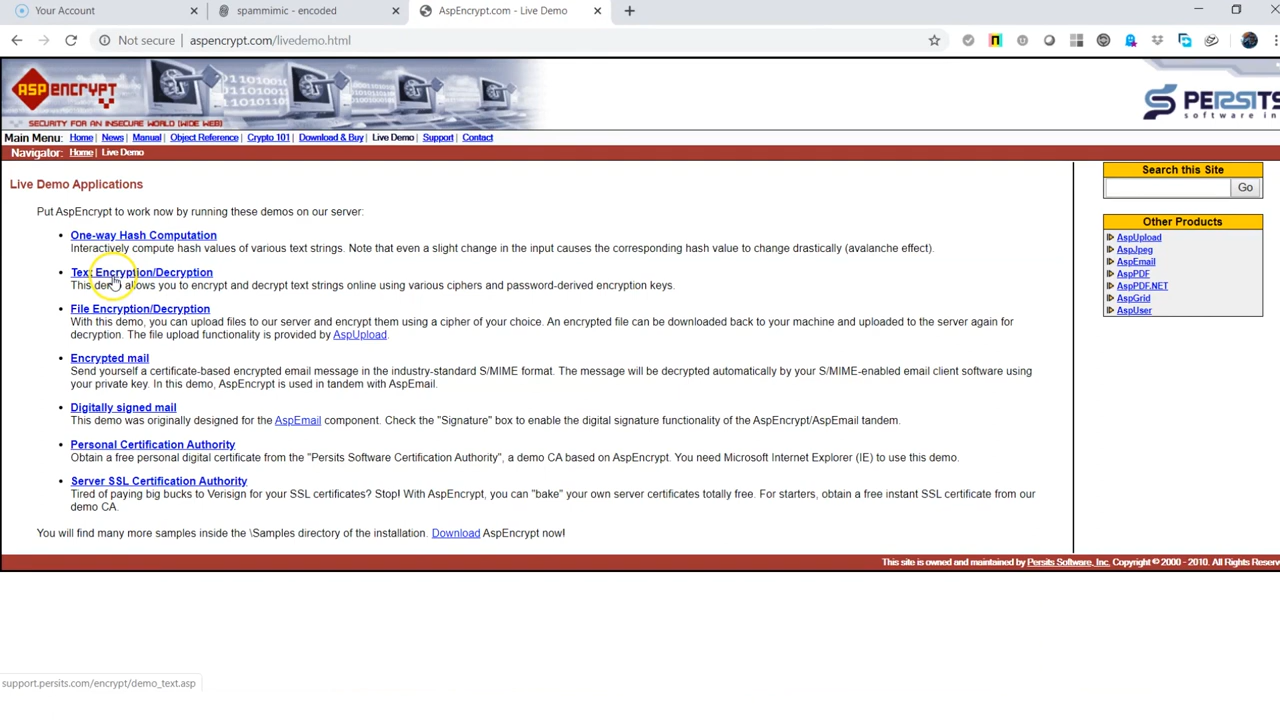 Your Account
spammimic - encoded
AspEncrypt.com - Live Demo
Not secure
aspencrypt.com/livedemo.html
ASP ENCRYPT
SECURITY FOR AN INSECURE WORLD (WIDE WEB)
PERSITS
software in
Main Menu: Home | News | Manual | Object Reference | Crypto 101 | Download & Buy | Live Demo | Support | Contact
Navigator: Home | Live Demo
Live Demo Applications
Put AspEncrypt to work now by running these demos on our server:
• One-way Hash Computation
Interactively compute hash values of various text strings. Note that even a slight change in the input causes the corresponding hash value to change drastically (avalanche effect).
• Text Encryption/Decryption
This demo allows you to encrypt and decrypt text strings online using various ciphers and password-derived encryption keys.
• File Encryption/Decryption
With this demo, you can upload files to our server and encrypt them using a cipher of your choice. An encrypted file can be downloaded back to your machine and uploaded to the server again for
decryption. The file upload functionality is provided by AspUpload.
• Encrypted mail
Send yourself a certificate-based encrypted email message in the industry-standard S/MIME format. The message will be decrypted automatically by your S/MIME-enabled email client software using
your private key. In this demo, AspEncrypt is used in tandem with AspEmail.
• Digitally signed mail
This demo was originally designed for the AspEmail component. Check the "Signature" box to enable the digital signature functionality of the AspEncrypt/AspEmail tandem.
• Personal Certification Authority
Obtain a free personal digital certificate from the "Persits Software Certification Authority", a demo CA based on AspEncrypt. You need Microsoft Internet Explorer (IE) to use this demo.
• Server SSL Certification Authority
Tired of paying big bucks to Verisign for your SSL certificates? Stop! With AspEncrypt, you can "bake" your own server certificates totally free. For starters, obtain a free instant SSL certificate from our
demo CA.
You will find many more samples inside the \Samples directory of the installation. Download AspEncrypt now!
Search this Site
Go
Other Products
AspUpload
AspJpeg
AspEmail
AspPDF
AspPDF.NET
AspGrid
AspUser
This site is owned and maintained by Persits Software, Inc. Copyright © 2000 - 2010. All Rights Reserv
support.persits.com/encrypt/demo_text.asp